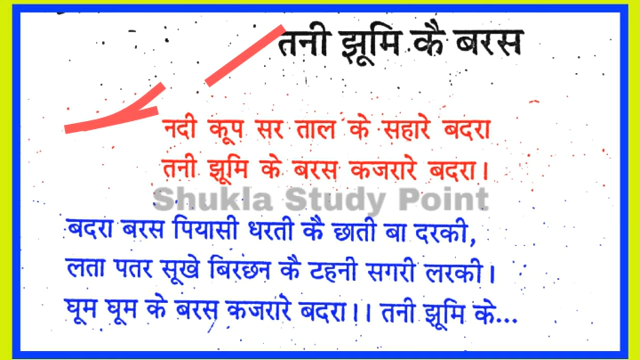 तनी झूमि कै बरस
नदी कूप सर ताल के सहारे बदरा
तनी झूमि के बरस कजरारे बदरा।
Shukla Study Point
बदरा बरस पियासी धरती कै छाती बा दरकी,
लता पतर सूखे बिरछन कै टहनी सगरी लरकी।
घूम घूम के बरस कजरारे बदरा।। तनी झूमि के...